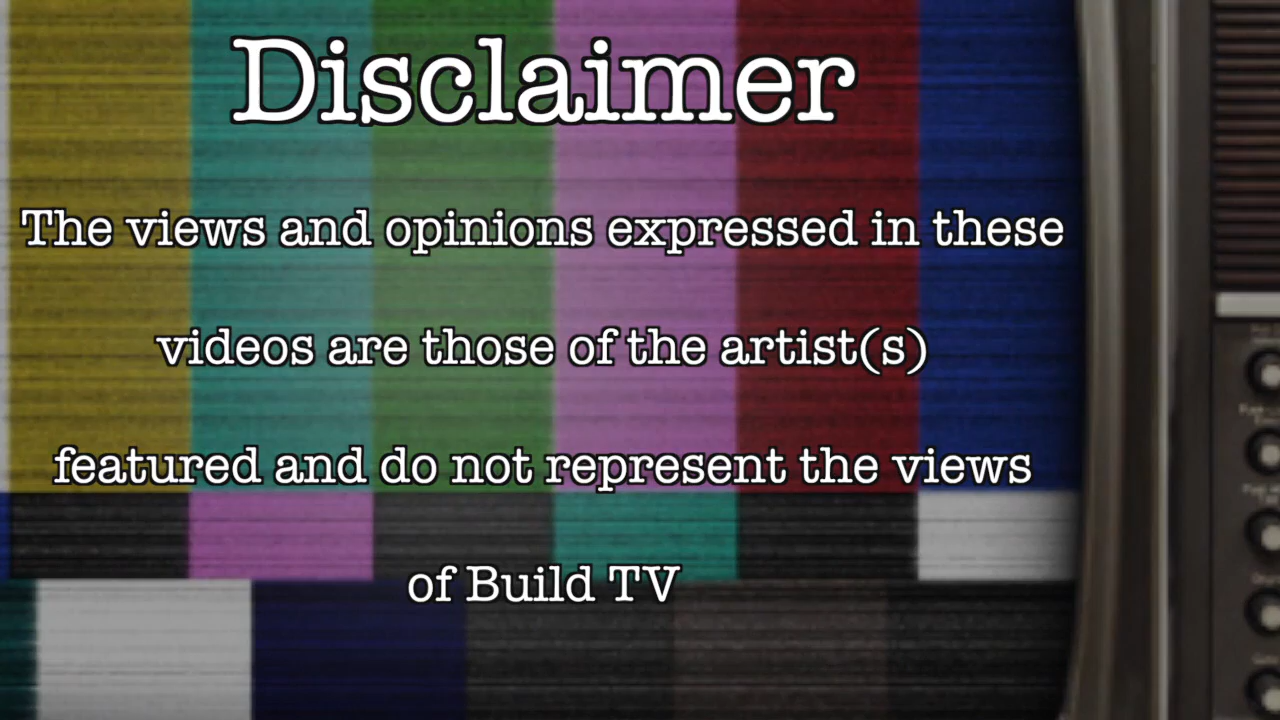 Disclaimer
The views and opinions expressed in these
videos are those of the artist(s)
featured and do not represent the views
of Build TV